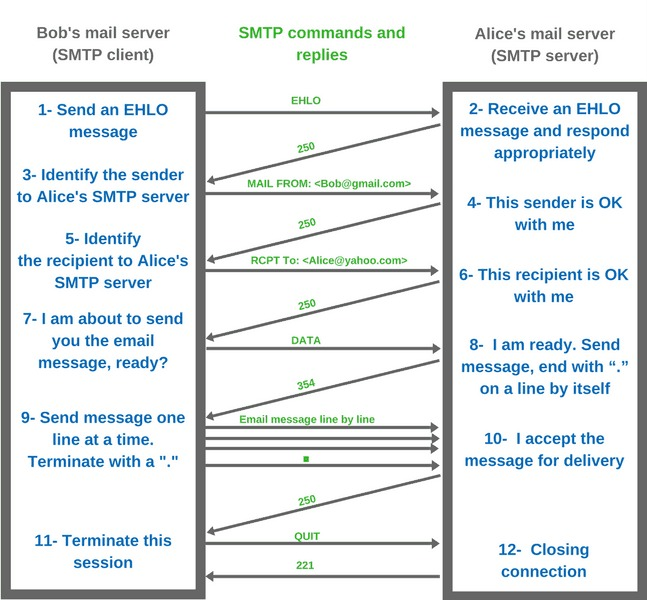 Bob's mail server
(SMTP client)
SMTP commands and
replies
Alice's mail server
(SMTP server)
1- Send an EHLO
message
EHLO
2- Receive an EHLO
message and respond
appropriately
250
3- Identify the sender
to Alice's SMTP server
MAIL FROM: <Bob@gmail.com>
4- This sender is OK
with me
250
5- Identify
the recipient to Alice's
SMTP server
RCPT To: <Alice@yahoo.com>
6- This recipient is OK
with me
250
7- I am about to send
you the email
message, ready?
DATA
8-  I am ready. Send
message, end with “.”
on a line by itself
354
9- Send message one
line at a time.
Terminate with a "."
Email message line by line
.
10-  I accept the
message for delivery
250
11- Terminate this
session
QUIT
12-  Closing
connection
221